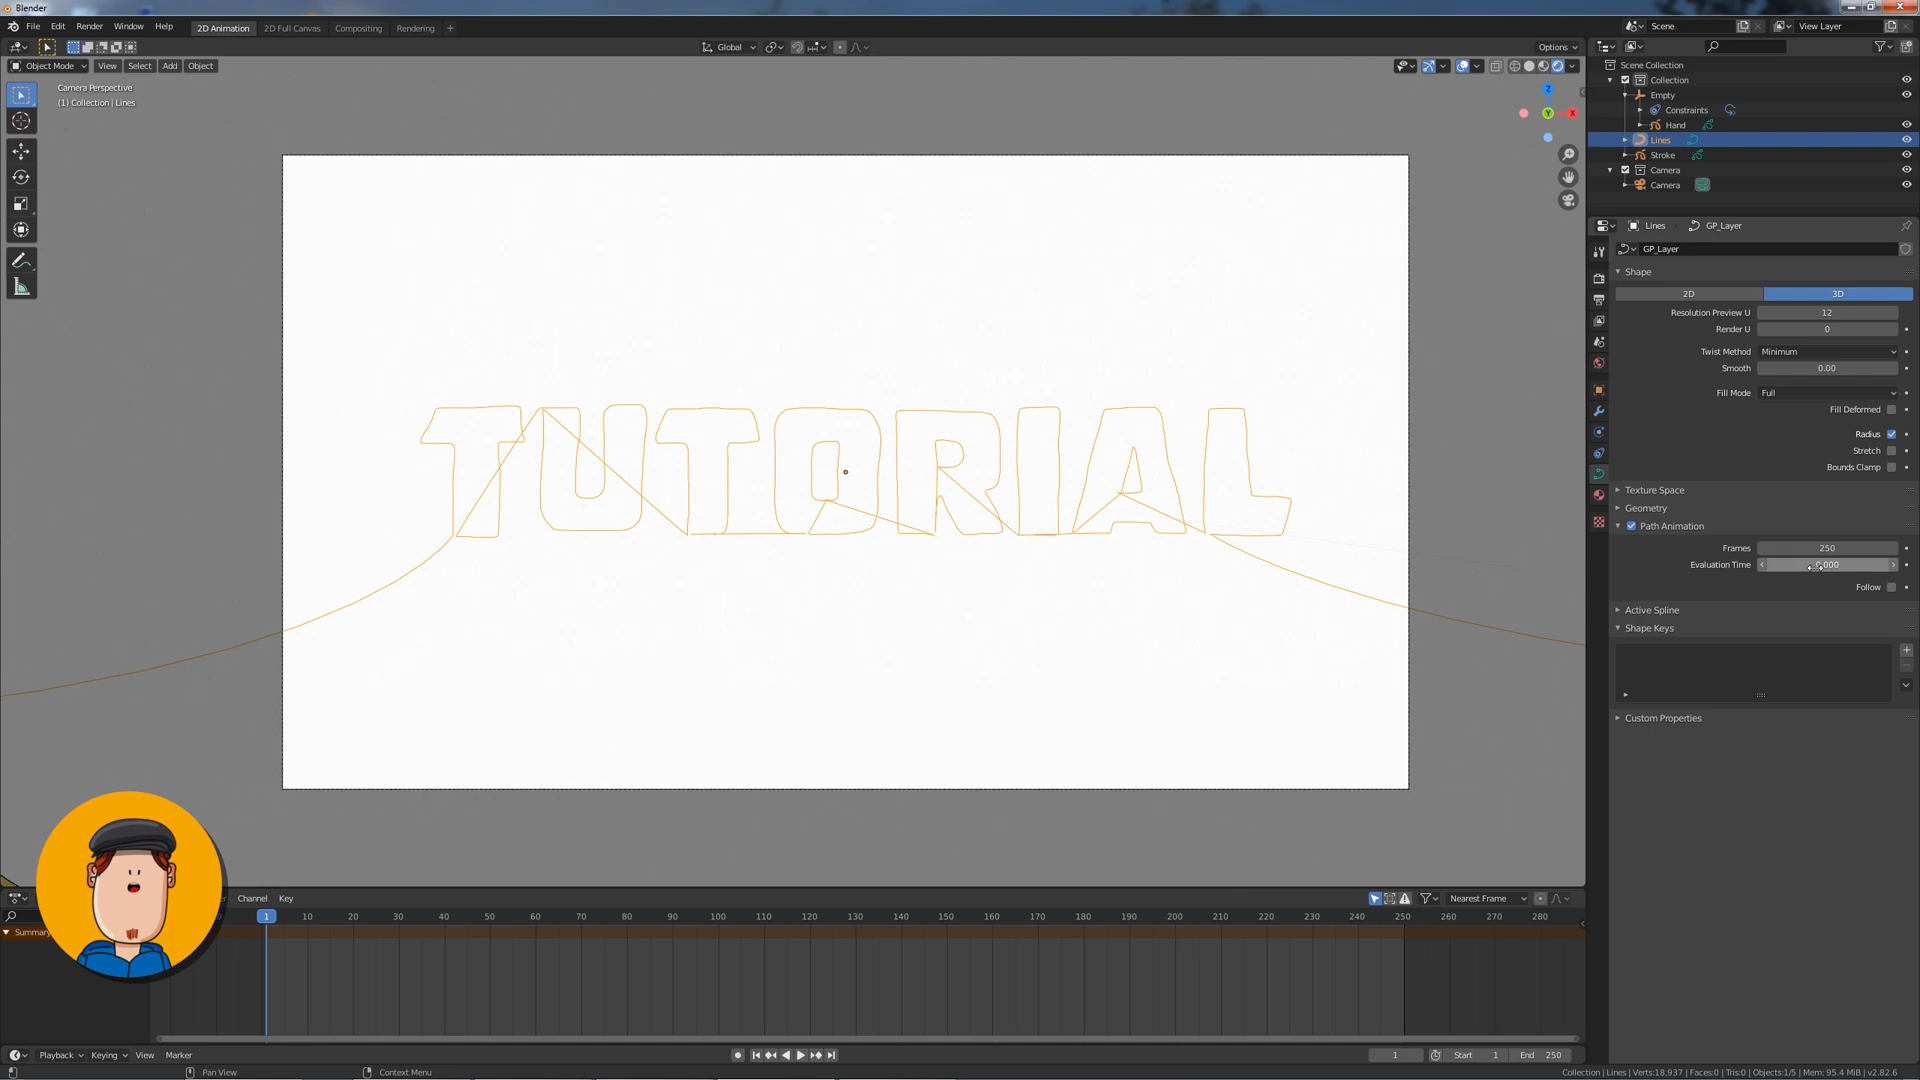 Blender
File Edit Render Window Help
2D Animation 2D Full Canvas Compositing Rendering +
Scene
View Layer
Object Mode View Select Add Object
Global
Options
Camera Perspective
(1) Collection | Lines
Z
Y
X
TUTORIAL
Scene Collection
Collection
Empty
Constraints
Hand
Lines
Stroke
Camera
Camera
Lines GP_Layer
GP_Layer
Shape
2D 3D
Resolution Preview U 12
Render U 0
Twist Method Minimum
Smooth 0.00
Fill Mode Full
Fill Deformed
Radius
Stretch
Bounds Clamp
Texture Space
Geometry
Path Animation
Frames 250
Evaluation Time 0.000
Follow
Active Spline
Shape Keys
Custom Properties
Channel Key
Nearest Frame
1 10 20 30 40 50 60 70 80 90 100 110 120 130 140 150 160 170 180 190 200 210 220 230 240 250 260 270 280
Summary
Playback Keying View Marker
1 Start 1 End 250
Pan View Context Menu
Collection | Lines | Verts:18,937 | Faces:0 | Tris:0 | Objects:1/5 | Mem: 95.4 MiB | v2.82.6